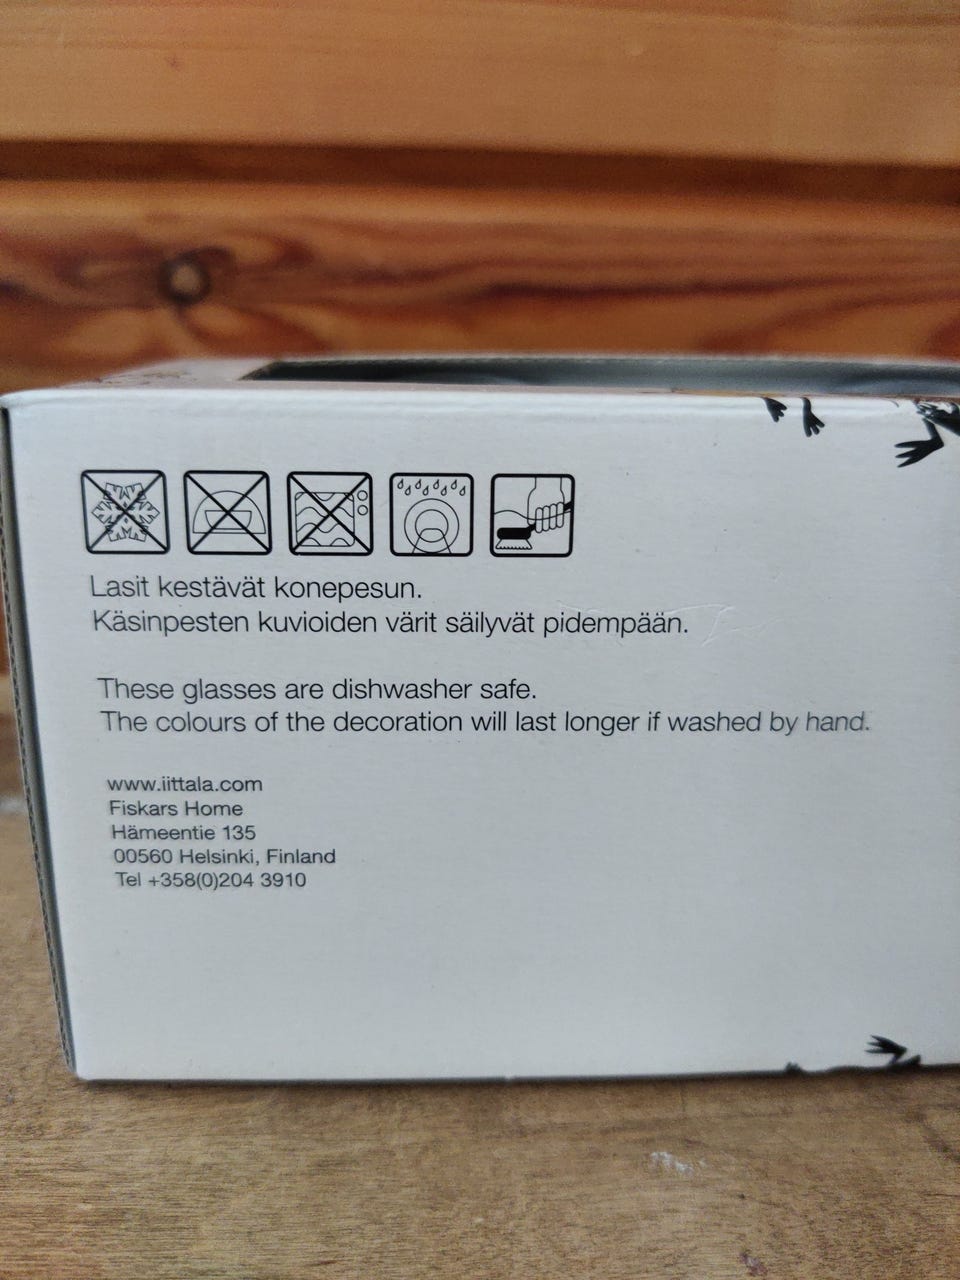 Lasit kestävät konepesun.
Käsinpesten kuvioiden värit säilyvät pidempään.
These glasses are dishwasher safe.
The colours of the decoration will last longer if washed by hand.
www.iittala.com
Fiskars Home
Hämeentie 135
00560 Helsinki, Finland
Tel +358(0)204 3910